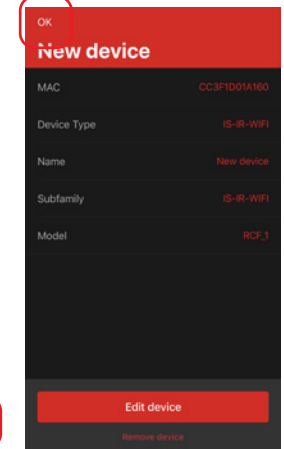 OK
New device
MAC CC3F1D01A160
Device Type IS-IR-WIFI
Name New device
Subfamily IS-IR-WIFI
Model RCF_1
Edit device
Remove device